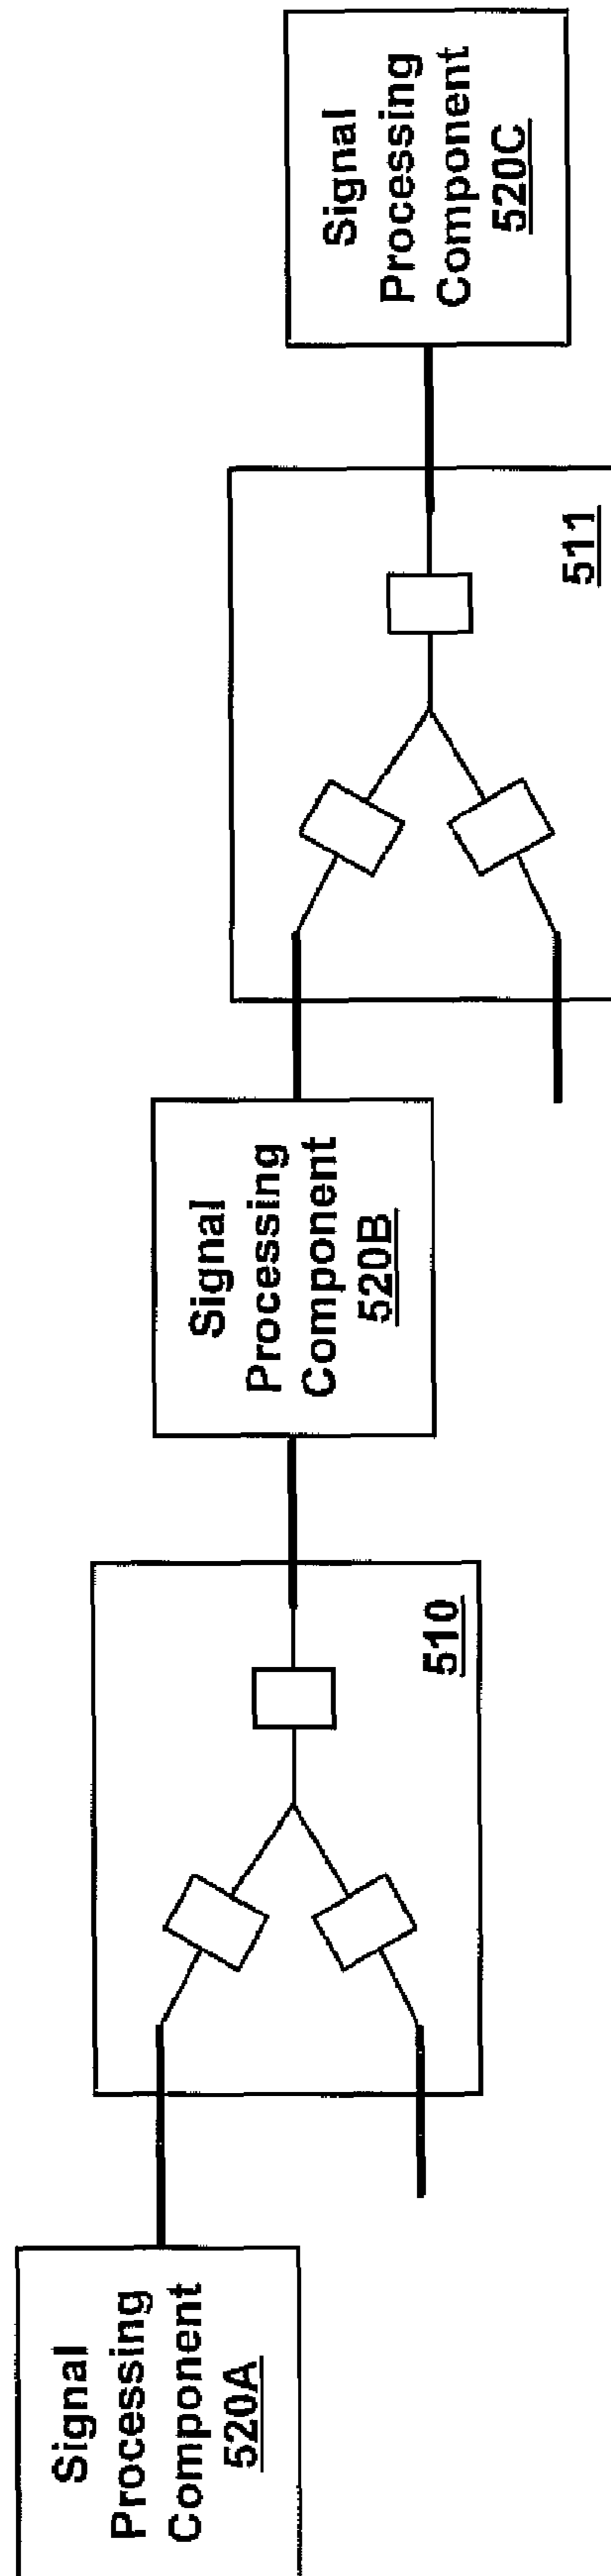 Signal
Processing
Component
520A
510
Signal
Processing
Component
520B
511
Signal
Processing
Component
520C